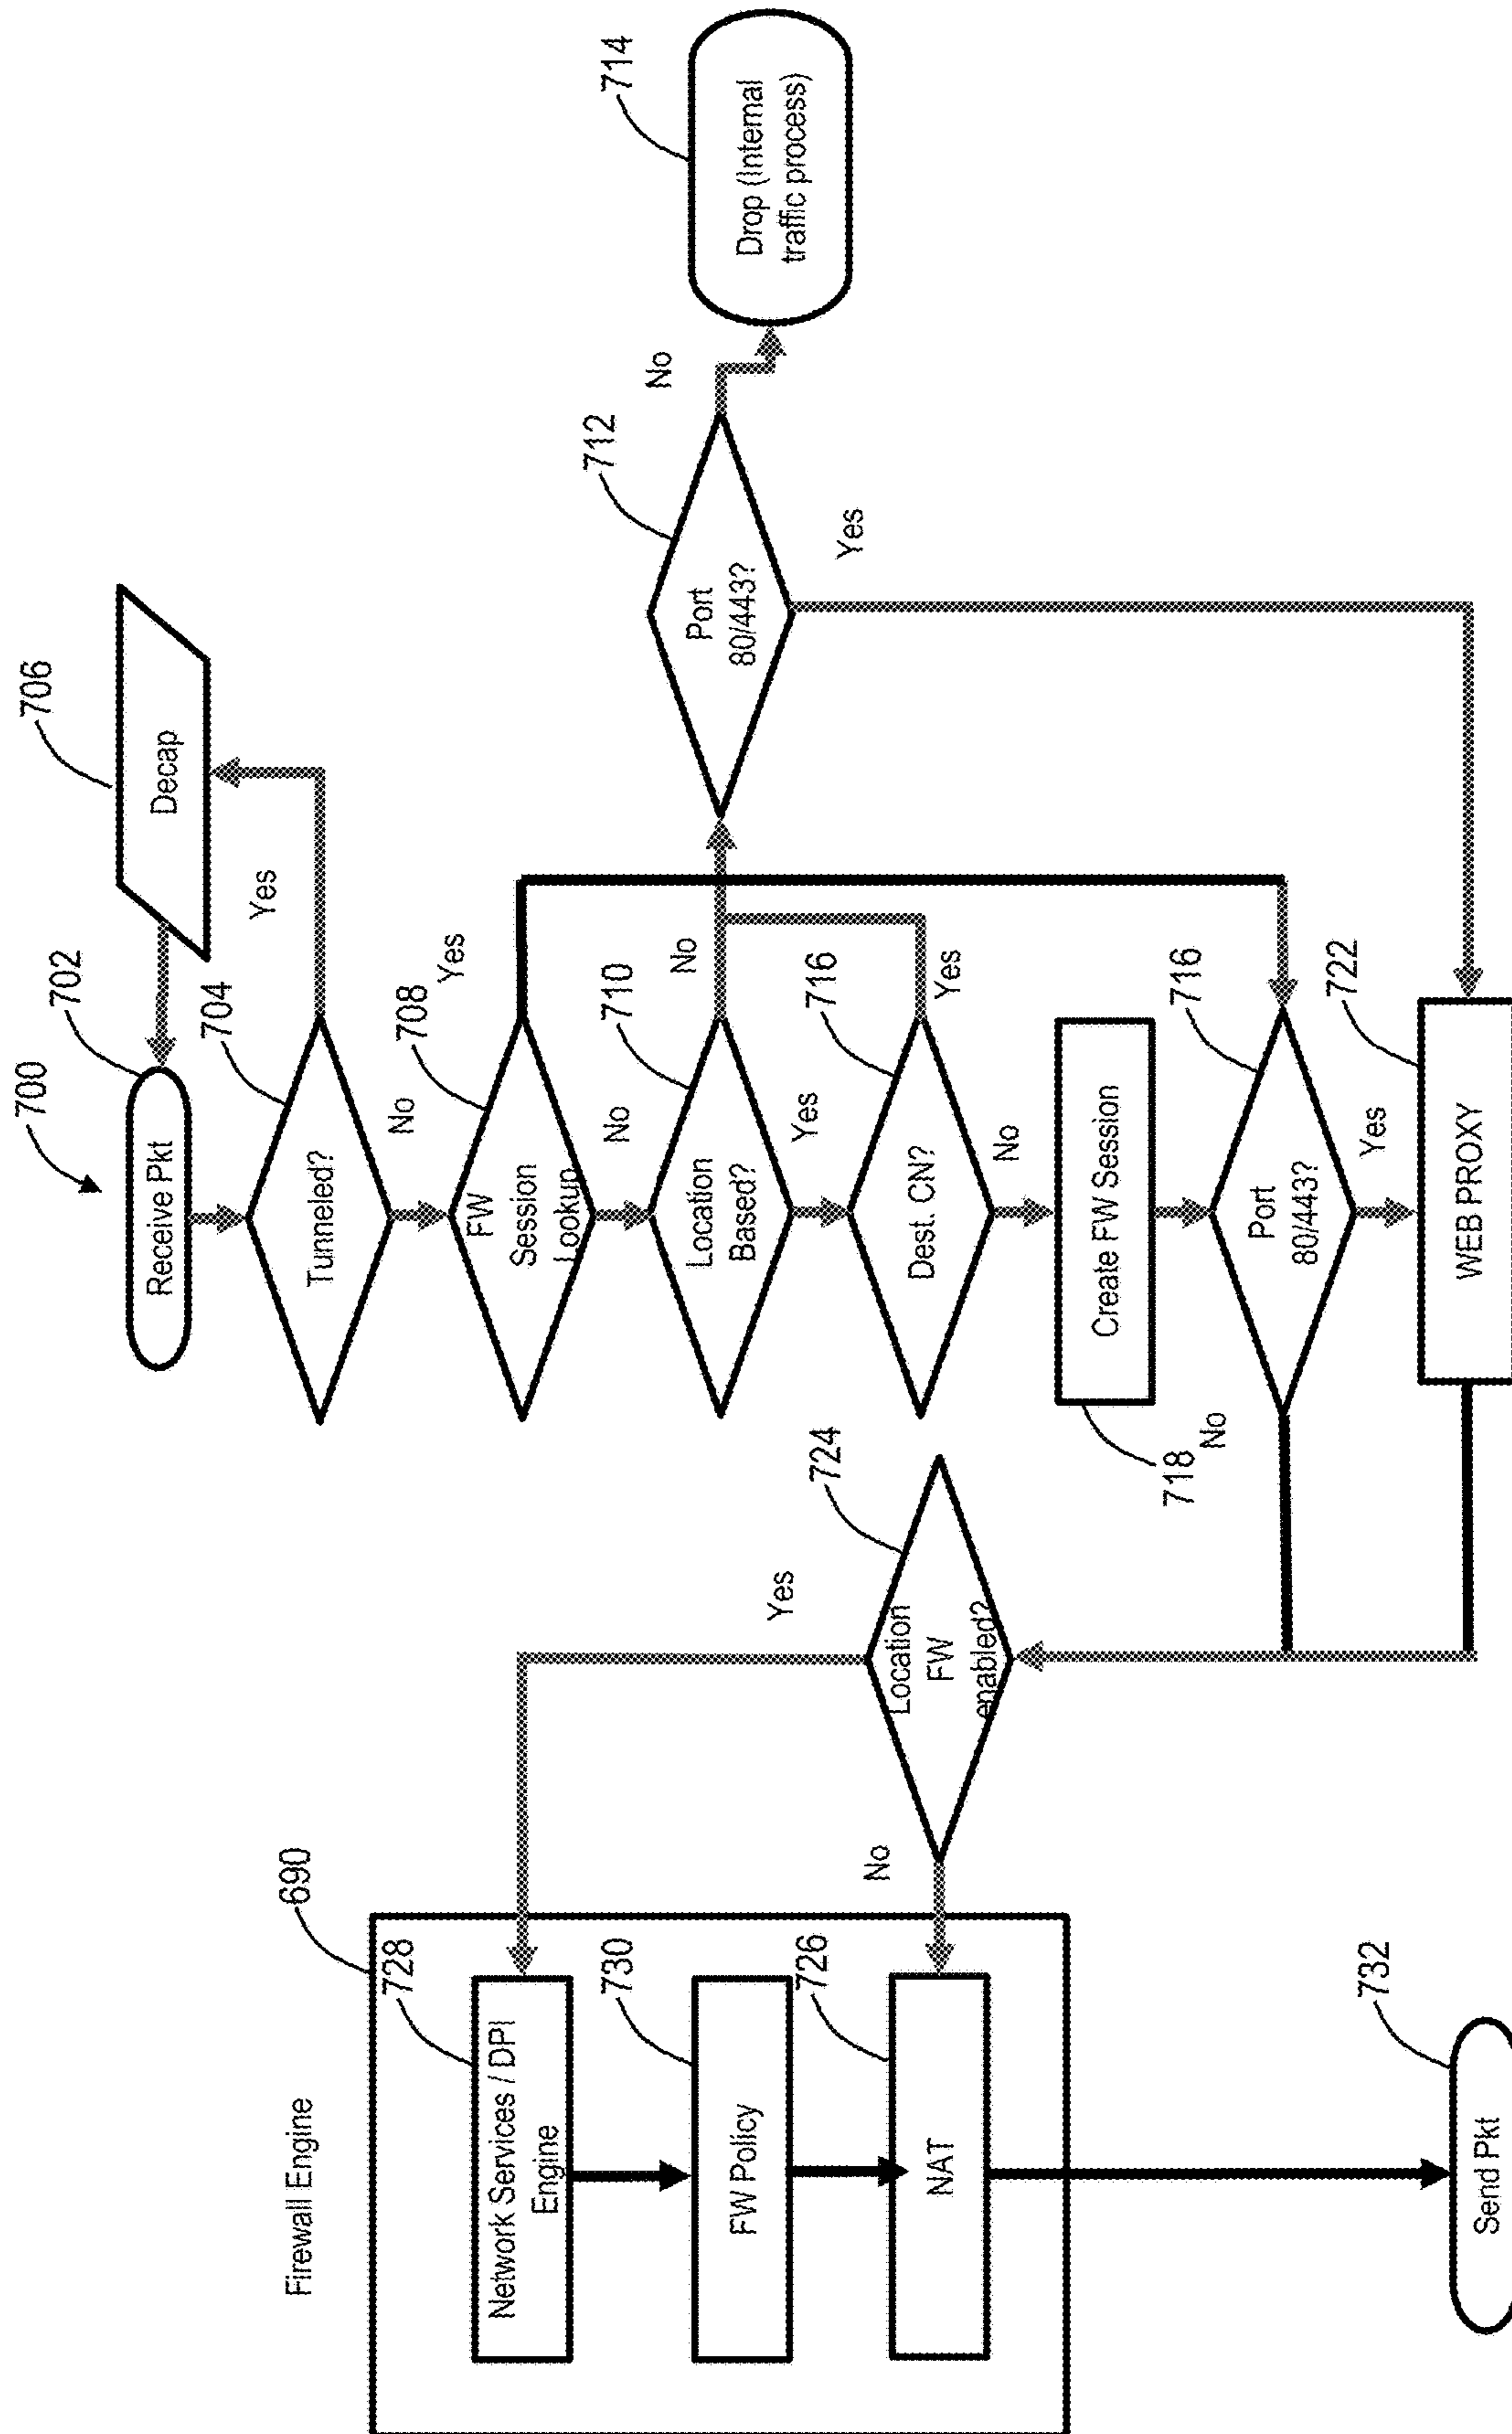 700
Receive Pkt
702
Decap
706
Tunneled?
704
Yes
No
FW
Session
Lookup
708
Yes
No
Location
Based?
710
No
Yes
Dest. CN?
716
Yes
No
Create FW Session
718
Port
80/443?
716
No
Yes
WEB PROXY
722
Port
80/443?
712
No
Yes
Drop (Internal
traffic process)
714
Location
FW
enabled?
724
Yes
No
Firewall Engine
690
Network Services / DPI
Engine
728
FW Policy
730
NAT
726
Send Pkt
732